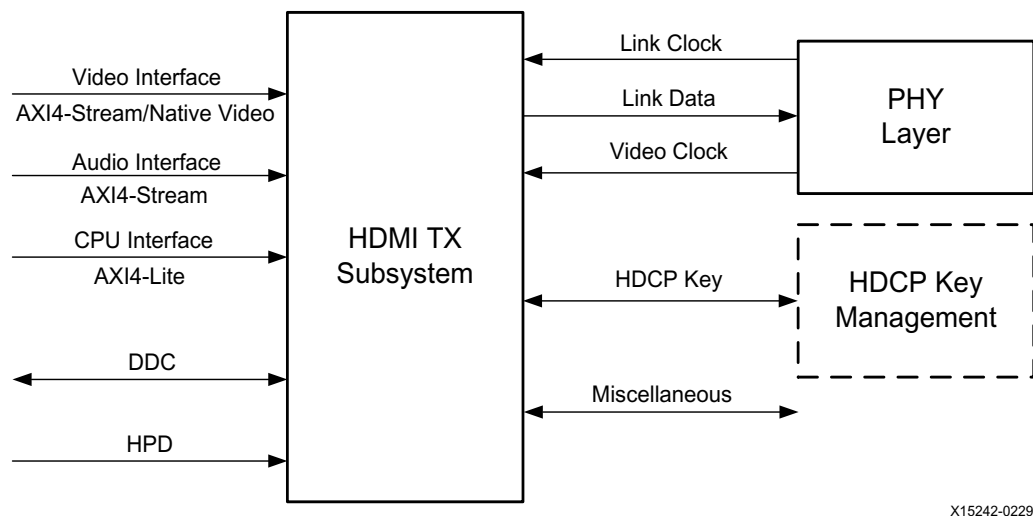 Video Interface
AXI4-Stream/Native Video
Audio Interface
AXI4-Stream
CPU Interface
AXI4-Lite
DDC
HPD
HDMI TX
Subsystem
Link Clock
Link Data
Video Clock
HDCP Key
Miscellaneous
PHY
Layer
HDCP Key
Management
X15242-0229